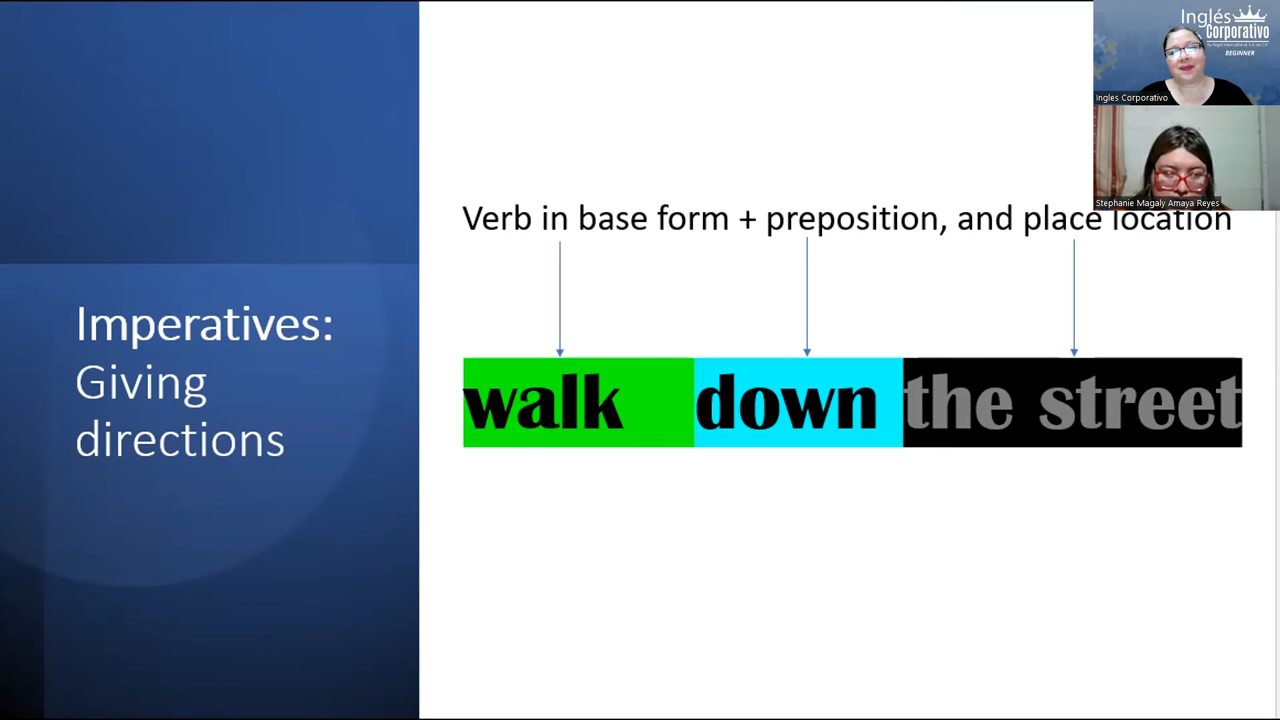 Inglés
Corporativo
BEGINNER
Ingles Corporativo
Stephanie Magaly Amaya Reyes
Verb in base form + preposition, and place location
walk down the street
Imperatives:
Giving
directions